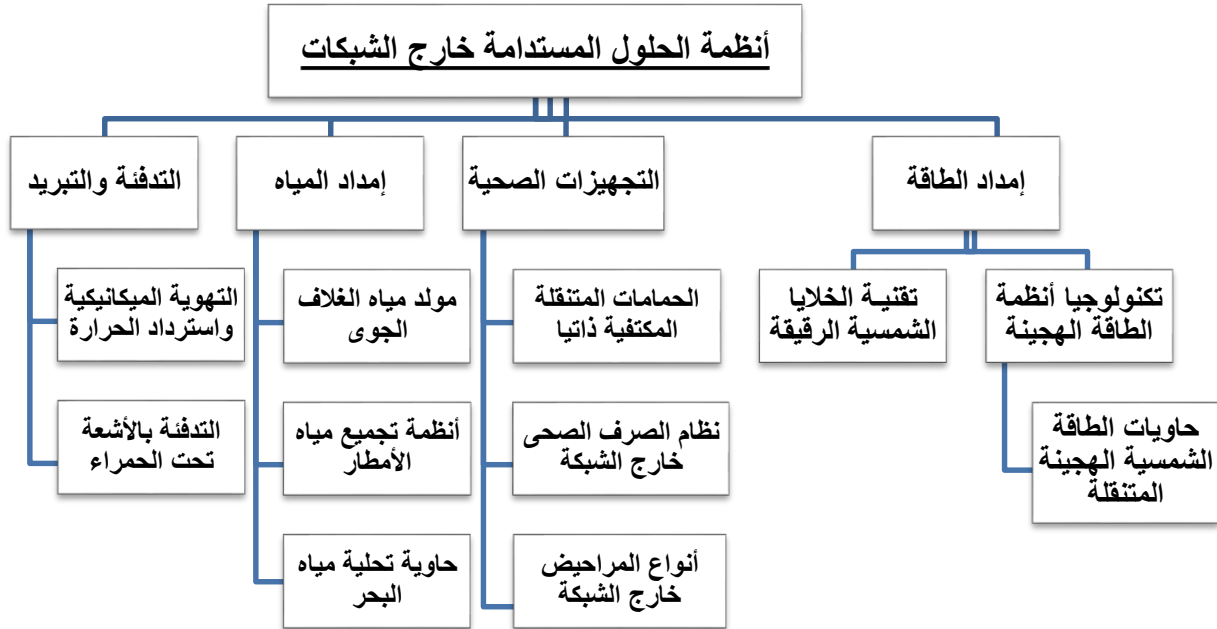 أنظمة الحلول المستدامة خارج الشبكات
إمداد الطاقة
تكنولوجيا أنظمة
الطاقة الهجينة
حاويات الطاقة
الشمسية الهجينة
المتنقلة
تقنية الخلايا
الشمسية الرقيقة
التجهيزات الصحية
الحمامات المتنقلة
المكتفية ذاتيا
نظام الصرف الصحى
خارج الشبكة
أنواع المراحيض
خارج الشبكة
إمداد المياه
مولد مياه الغلاف
الجوى
أنظمة تجميع مياه
الأمطار
حاوية تحلية مياه
البحر
التدفئة والتبريد
التهوية الميكانيكية
واسترداد الحرارة
التدفئة بالأشعة
تحت الحمراء